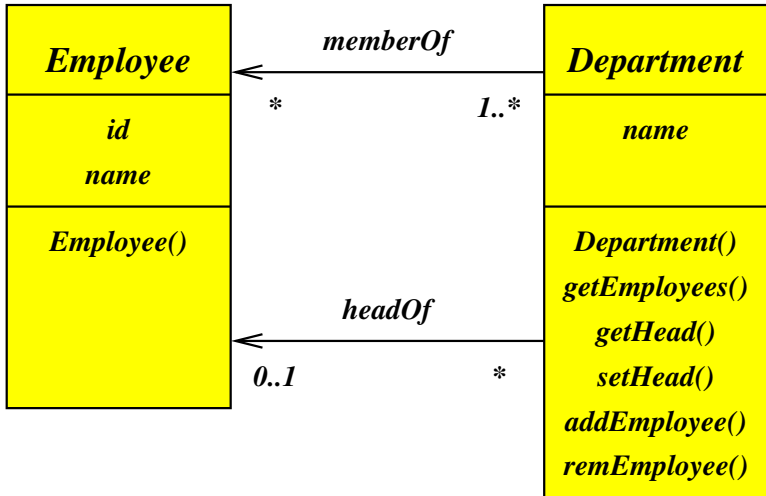 Employee
id
name
Employee()
memberOf
*
1..*
headOf
0..1
*
Department
name
Department()
getEmployees()
getHead()
setHead()
addEmployee()
remEmployee()